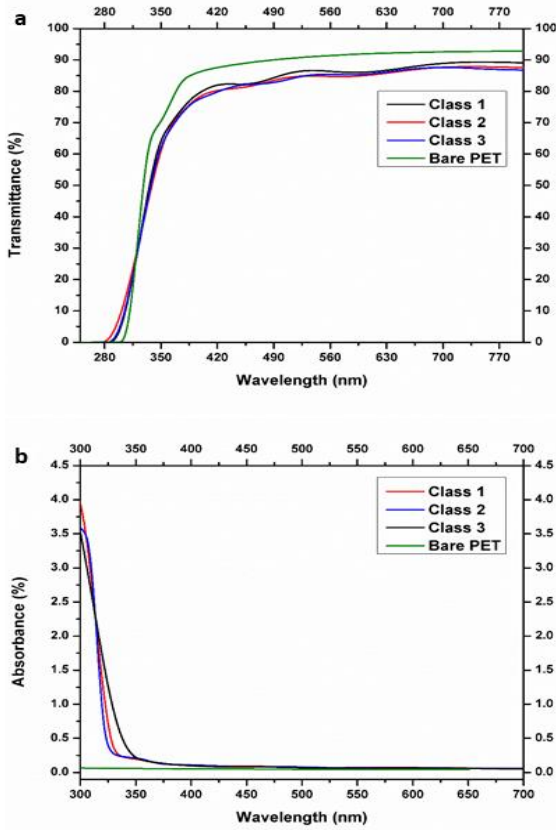 a
280 350 420 490 560 630 700 770
100 100
90 90
80 80
70 70
60 60
50 50
40 40
30 30
20 20
10 10
0 0
Transmittance (%)
Class 1
Class 2
Class 3
Bare PET
280 350 420 490 560 630 700 770
Wavelength (nm)
b
300 350 400 450 500 550 600 650 700
4.5 4.5
4.0 4.0
3.5 3.5
3.0 3.0
2.5 2.5
2.0 2.0
1.5 1.5
1.0 1.0
0.5 0.5
0.0 0.0
Absorbance (%)
Class 1
Class 2
Class 3
Bare PET
300 350 400 450 500 550 600 650 700
Wavelength (nm)